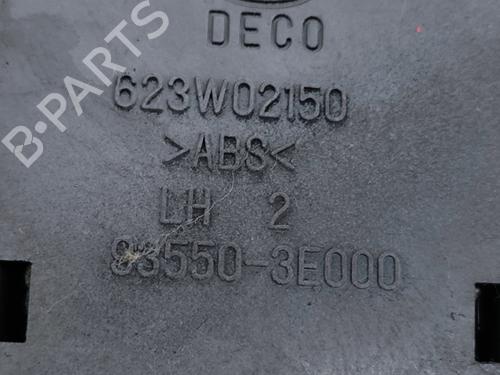 DECO
623W02150
>ABS<
LH 2
93550-3E000
B-PARTS